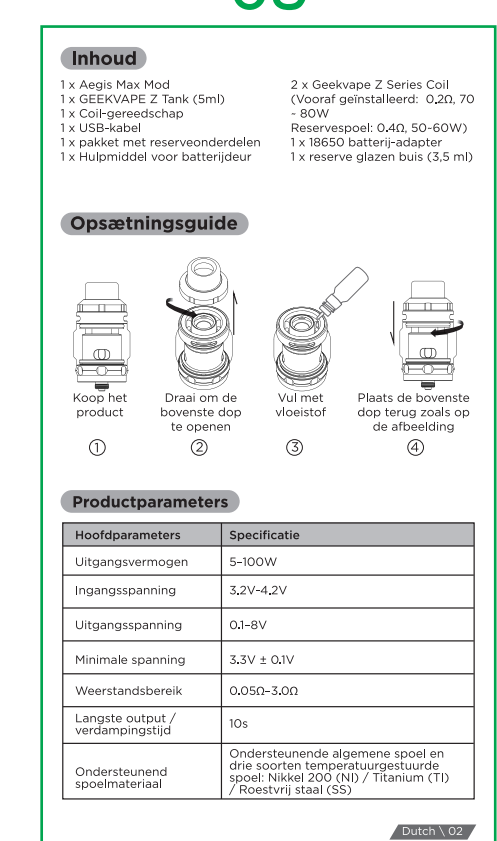 Inhoud
1 x Aegis Max Mod
1 x GEEKVAPE Z Tank (5ml)
1 x Coil-gereedschap
1 x USB-kabel
1 x pakket met reserveonderdelen
1 x Hulpmiddel voor batterijdeur
2 x Geekvape Z Series Coil
(Vooraf geïnstalleerd: 0.2Ω, 70
~ 80W
Reservespoel: 0.4Ω, 50~60W)
1 x 18650 batterij-adapter
1 x reserve glazen buis (3,5 ml)
Opsætningsguide
Koop het
product
①
Draai om de
bovenste dop
te openen
②
Vul met
vloeistof
③
Plaats de bovenste
dop terug zoals op
de afbeelding
④
Productparameters
Hoofdparameters Specificatie
Uitgangsvermogen 5–100W
Ingangsspanning 3.2V-4.2V
Uitgangsspanning 0.1–8V
Minimale spanning 3.3V ± 0.1V
Weerstandsbereik 0.05Ω–3.0Ω
Langste output /
verdampingstijd
10s
Ondersteunend
spoelmateriaal
Ondersteunende algemene spoel en
drie soorten temperatuurgestuurde
spoel: Nikkel 200 (NI) / Titanium (TI)
/ Roestvrij staal (SS)
Dutch \ 02